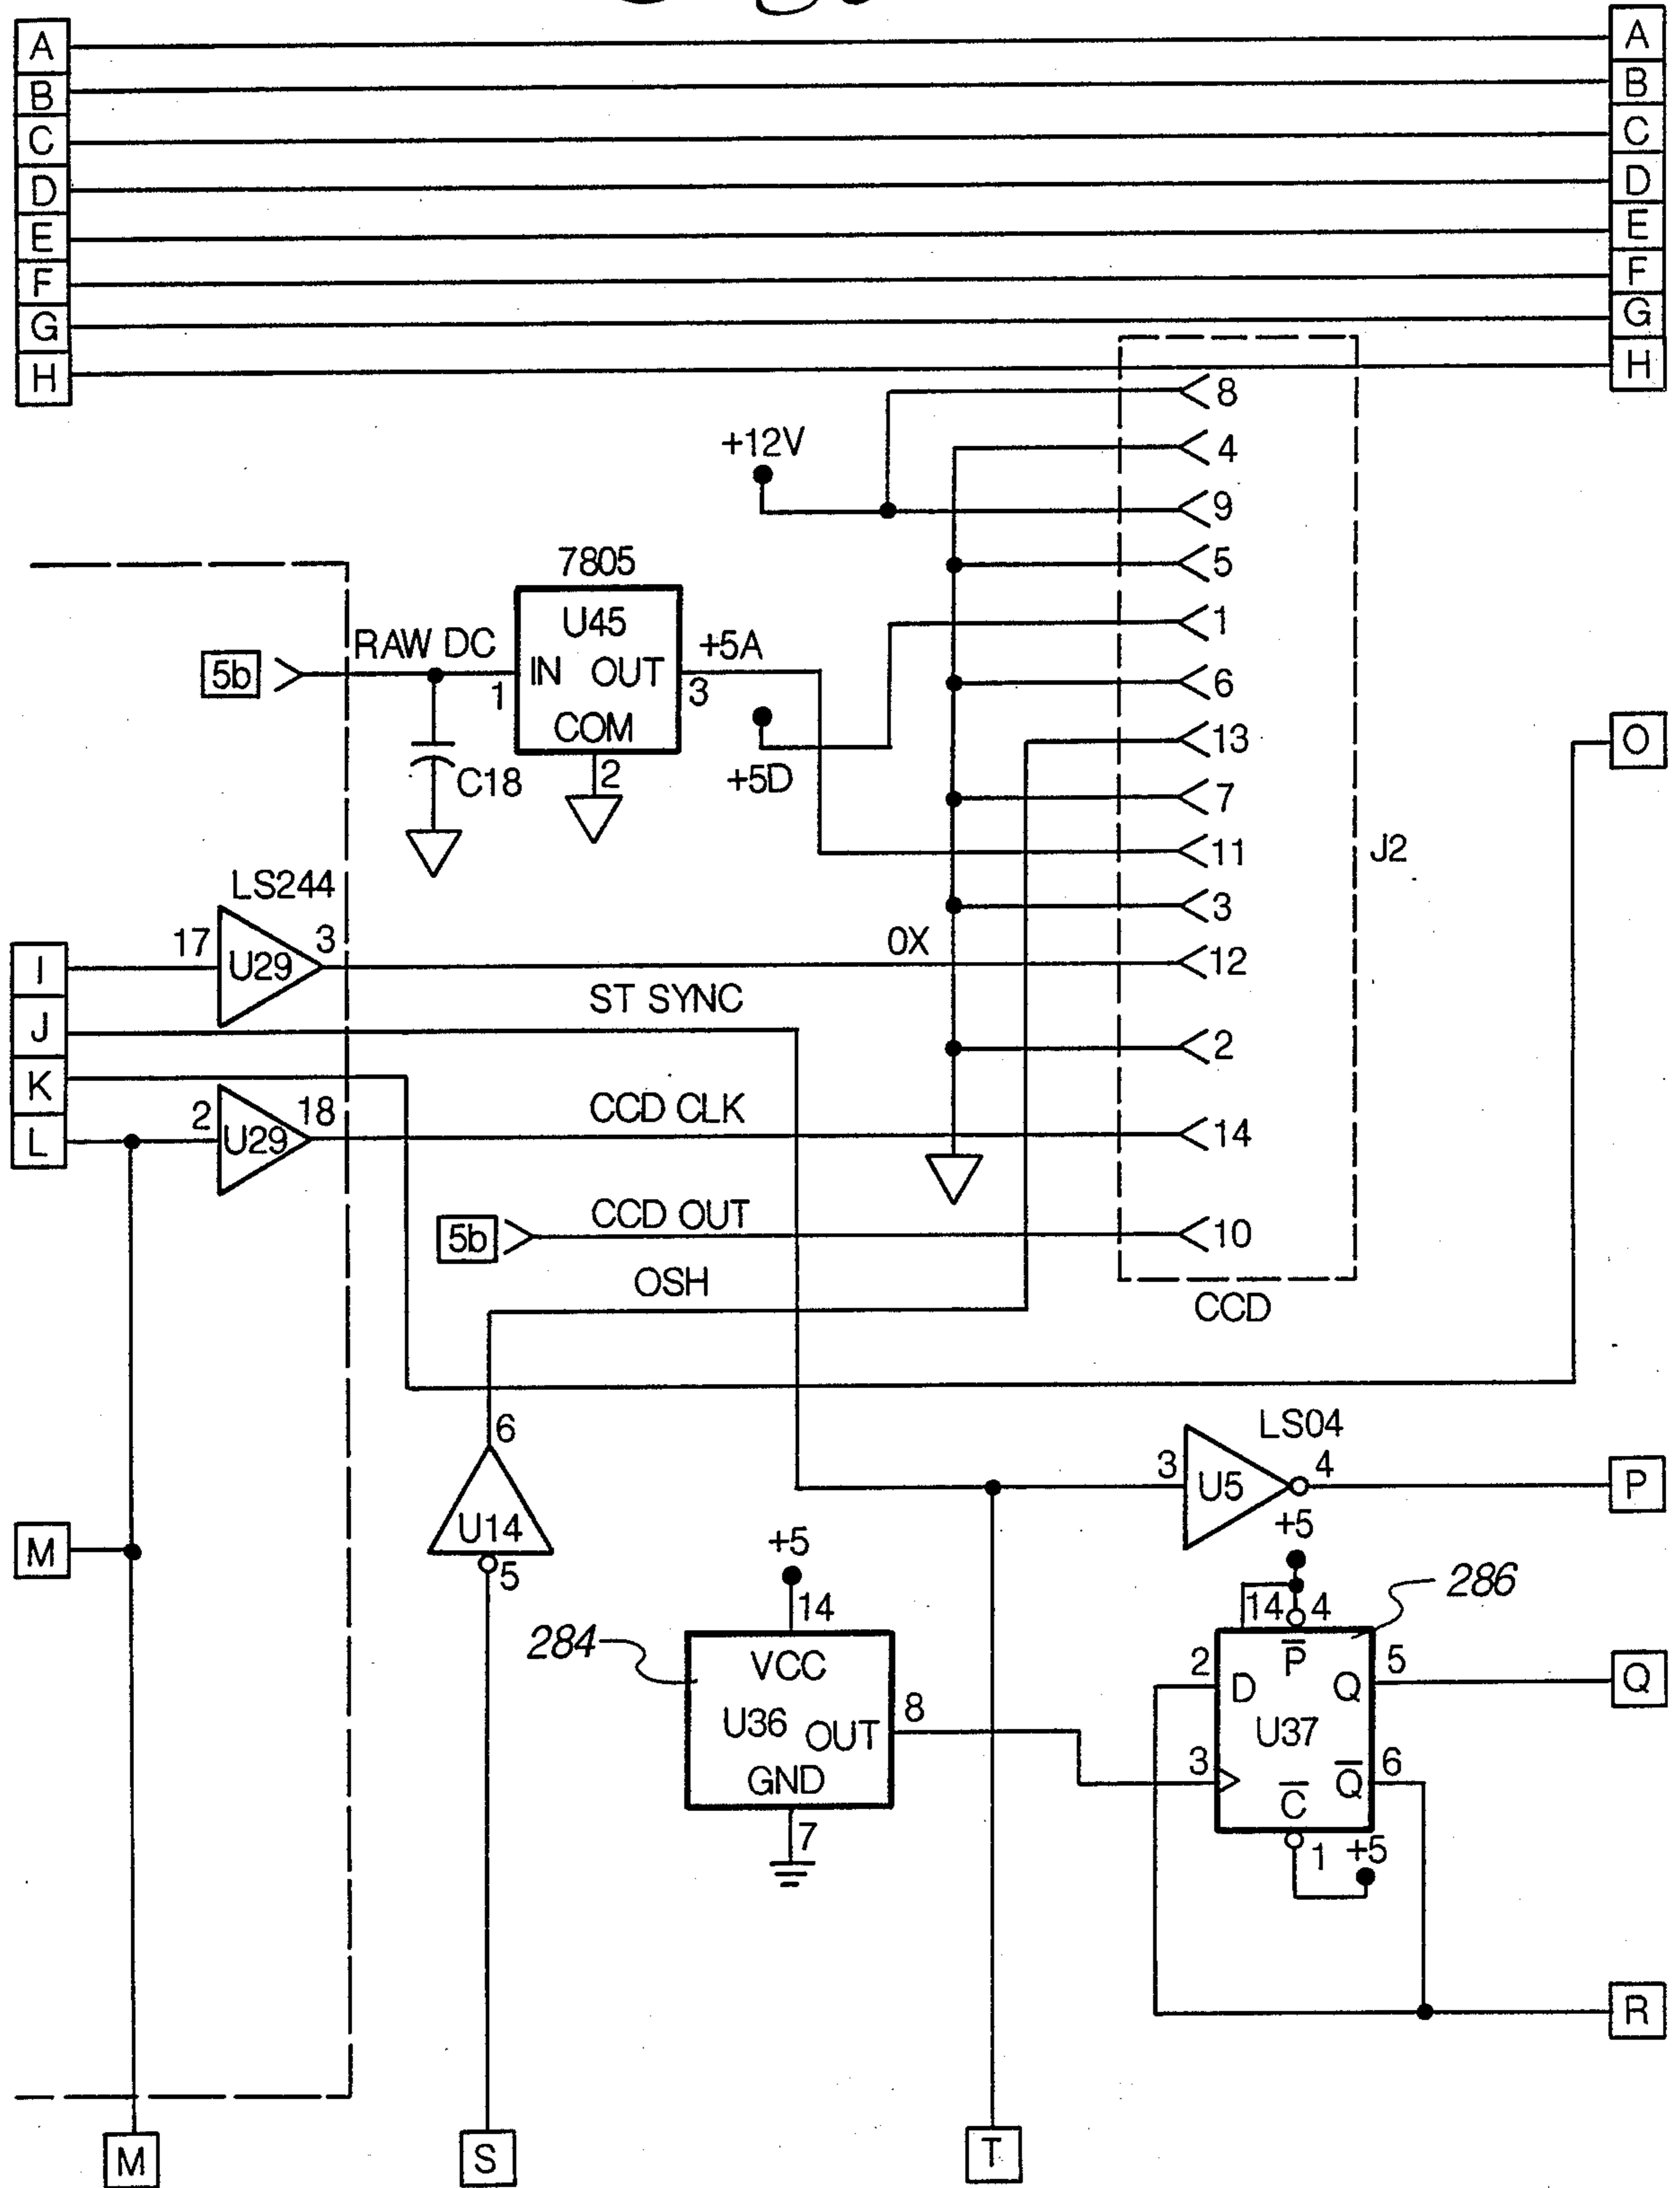 A A
B B
C C
D D
E E
F F
G G
H H
8
+12V 4
9
7805 5
U45 1
RAW DC +5A
5b IN OUT 6
1 3
COM 13 O
2 +5D
C18 7
11 J2
LS244 3
17 3 0X 12
I U29
ST SYNC
J 2
K
2 18 CCD CLK 14
L U29
CCD OUT 10
5b
OSH CCD
6 LS04
3 4
U5 P
U14 +5
M 5 +5
14 14 4 286
284 P̅
VCC 2 5
D Q Q
8
U36 OUT U37
GND 3 Q̅ 6
C̅
7 1 +5
R
M S T